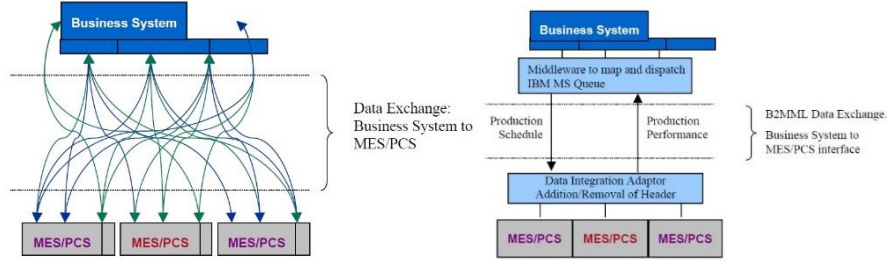 Business System
Data Exchange:
Business System to
MES/PCS
MES/PCS
MES/PCS
MES/PCS
Business System
Middleware to map and dispatch
IBM MS Queue
Production
Schedule
Production
Performance
B2MML Data Exchange:
Business System to
MES/PCS interface
Data Integration Adaptor
Addition/Removal of Header
MES/PCS
MES/PCS
MES/PCS